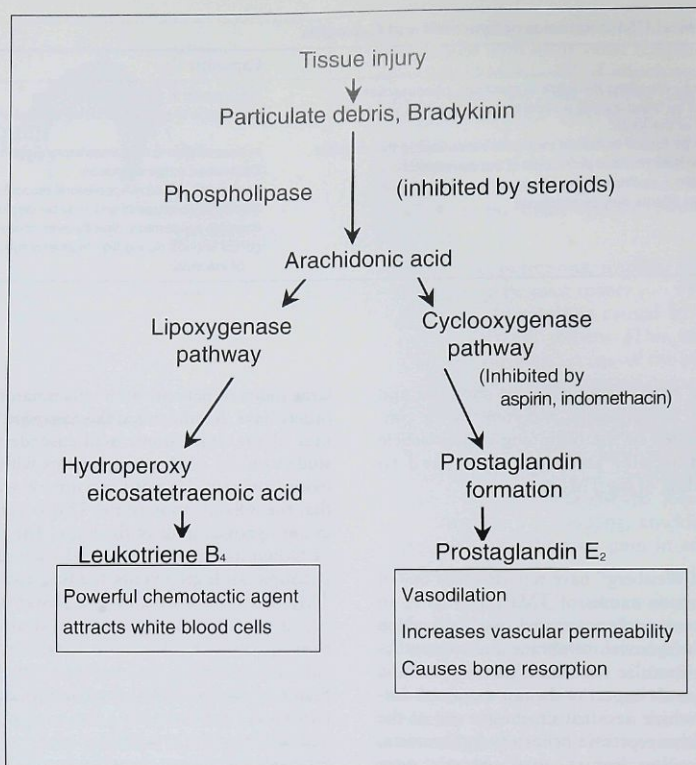 Tissue injury
Particulate debris, Bradykinin
Phospholipase
(inhibited by steroids)
Arachidonic acid
Lipoxygenase
pathway
Cyclooxygenase
pathway
(Inhibited by
aspirin, indomethacin)
Hydroperoxy
eicosatetraenoic acid
Prostaglandin
formation
Leukotriene B₄
Powerful chemotactic agent
attracts white blood cells
Prostaglandin E₂
Vasodilation
Increases vascular permeability
Causes bone resorption